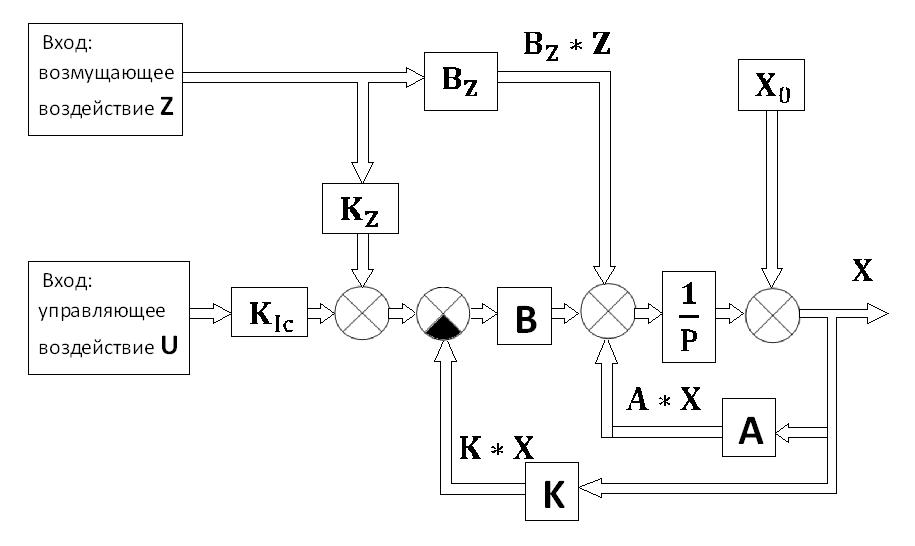 Вход:
возмущающее
воздействие Z
B_Z
B_Z * Z
X_0
K_Z
Вход:
управляющее
воздействие U
K_Ic
B
1
P
X
A * X
A
K * X
K